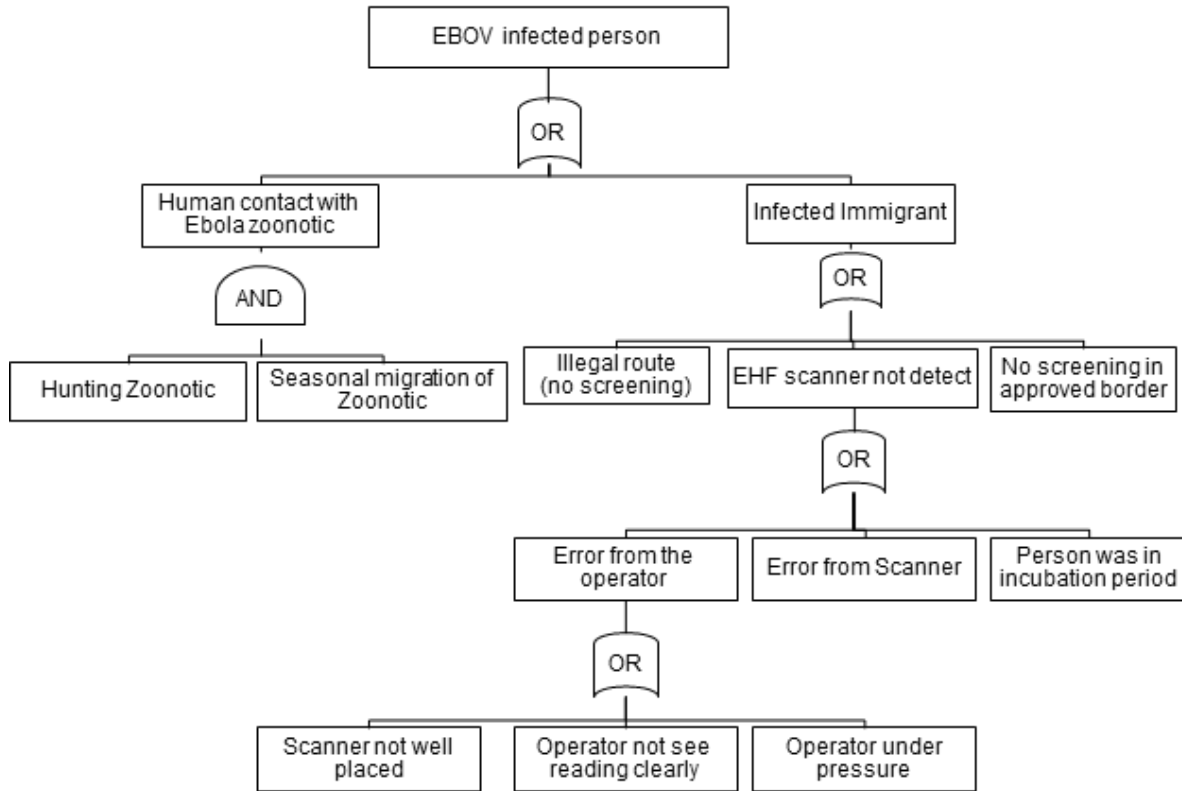 EBOV infected person
OR
Human contact with
Ebola zoonotic
Infected Immigrant
AND
OR
Hunting Zoonotic
Seasonal migration of
Zoonotic
Illegal route
(no screening)
EHF scanner not detect
No screening in
approved border
OR
Error from the
operator
Error from Scanner
Person was in
incubation period
OR
Scanner not well
placed
Operator not see
reading clearly
Operator under
pressure